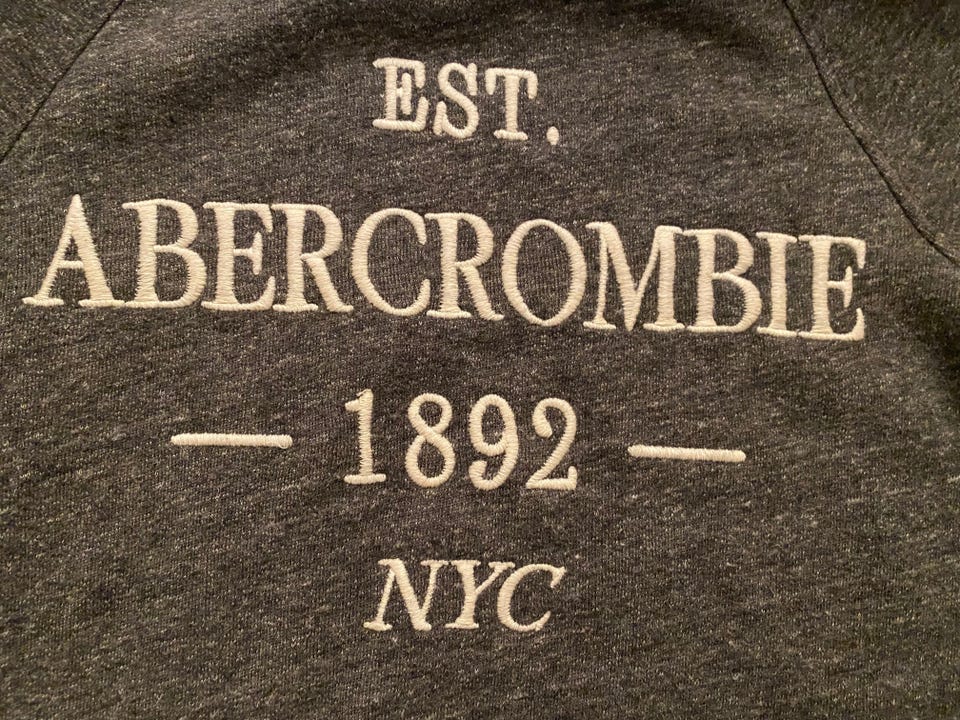 EST.
ABERCROMBIE
— 1892 —
NYC